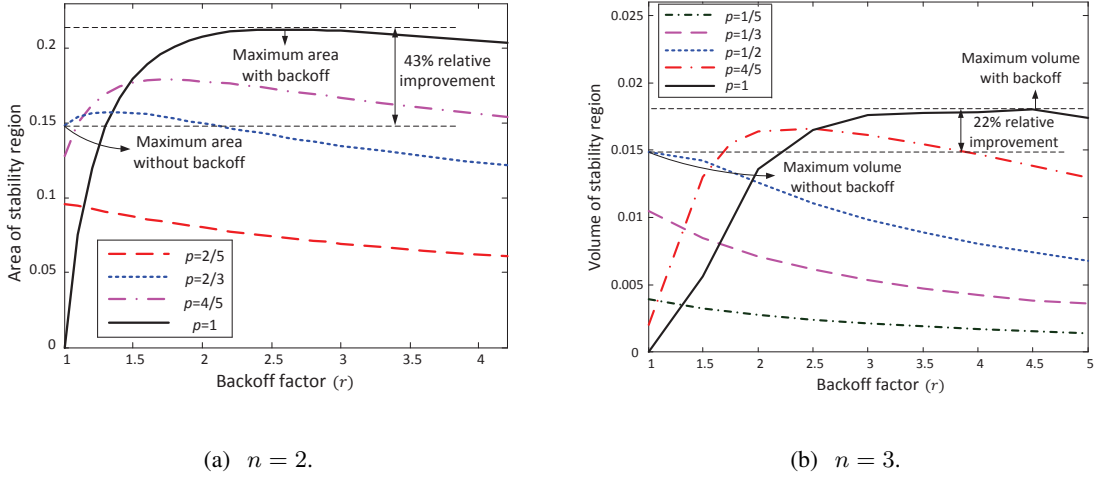 Area of stability region
0.2
0.15
0.1
0.05
0
1
1.5
2
2.5
3
3.5
4
Backoff factor (r)
Maximum area
with backoff
43% relative
improvement
Maximum area
without backoff
p=2/5
p=2/3
p=4/5
p=1
(a) n = 2.
Volume of stability region
0.025
0.02
0.015
0.01
0.005
0
1
1.5
2
2.5
3
3.5
4
4.5
5
Backoff factor (r)
p=1/5
p=1/3
p=1/2
p=4/5
p=1
Maximum volume
with backoff
22% relative
improvement
Maximum volume
without backoff
(b) n = 3.